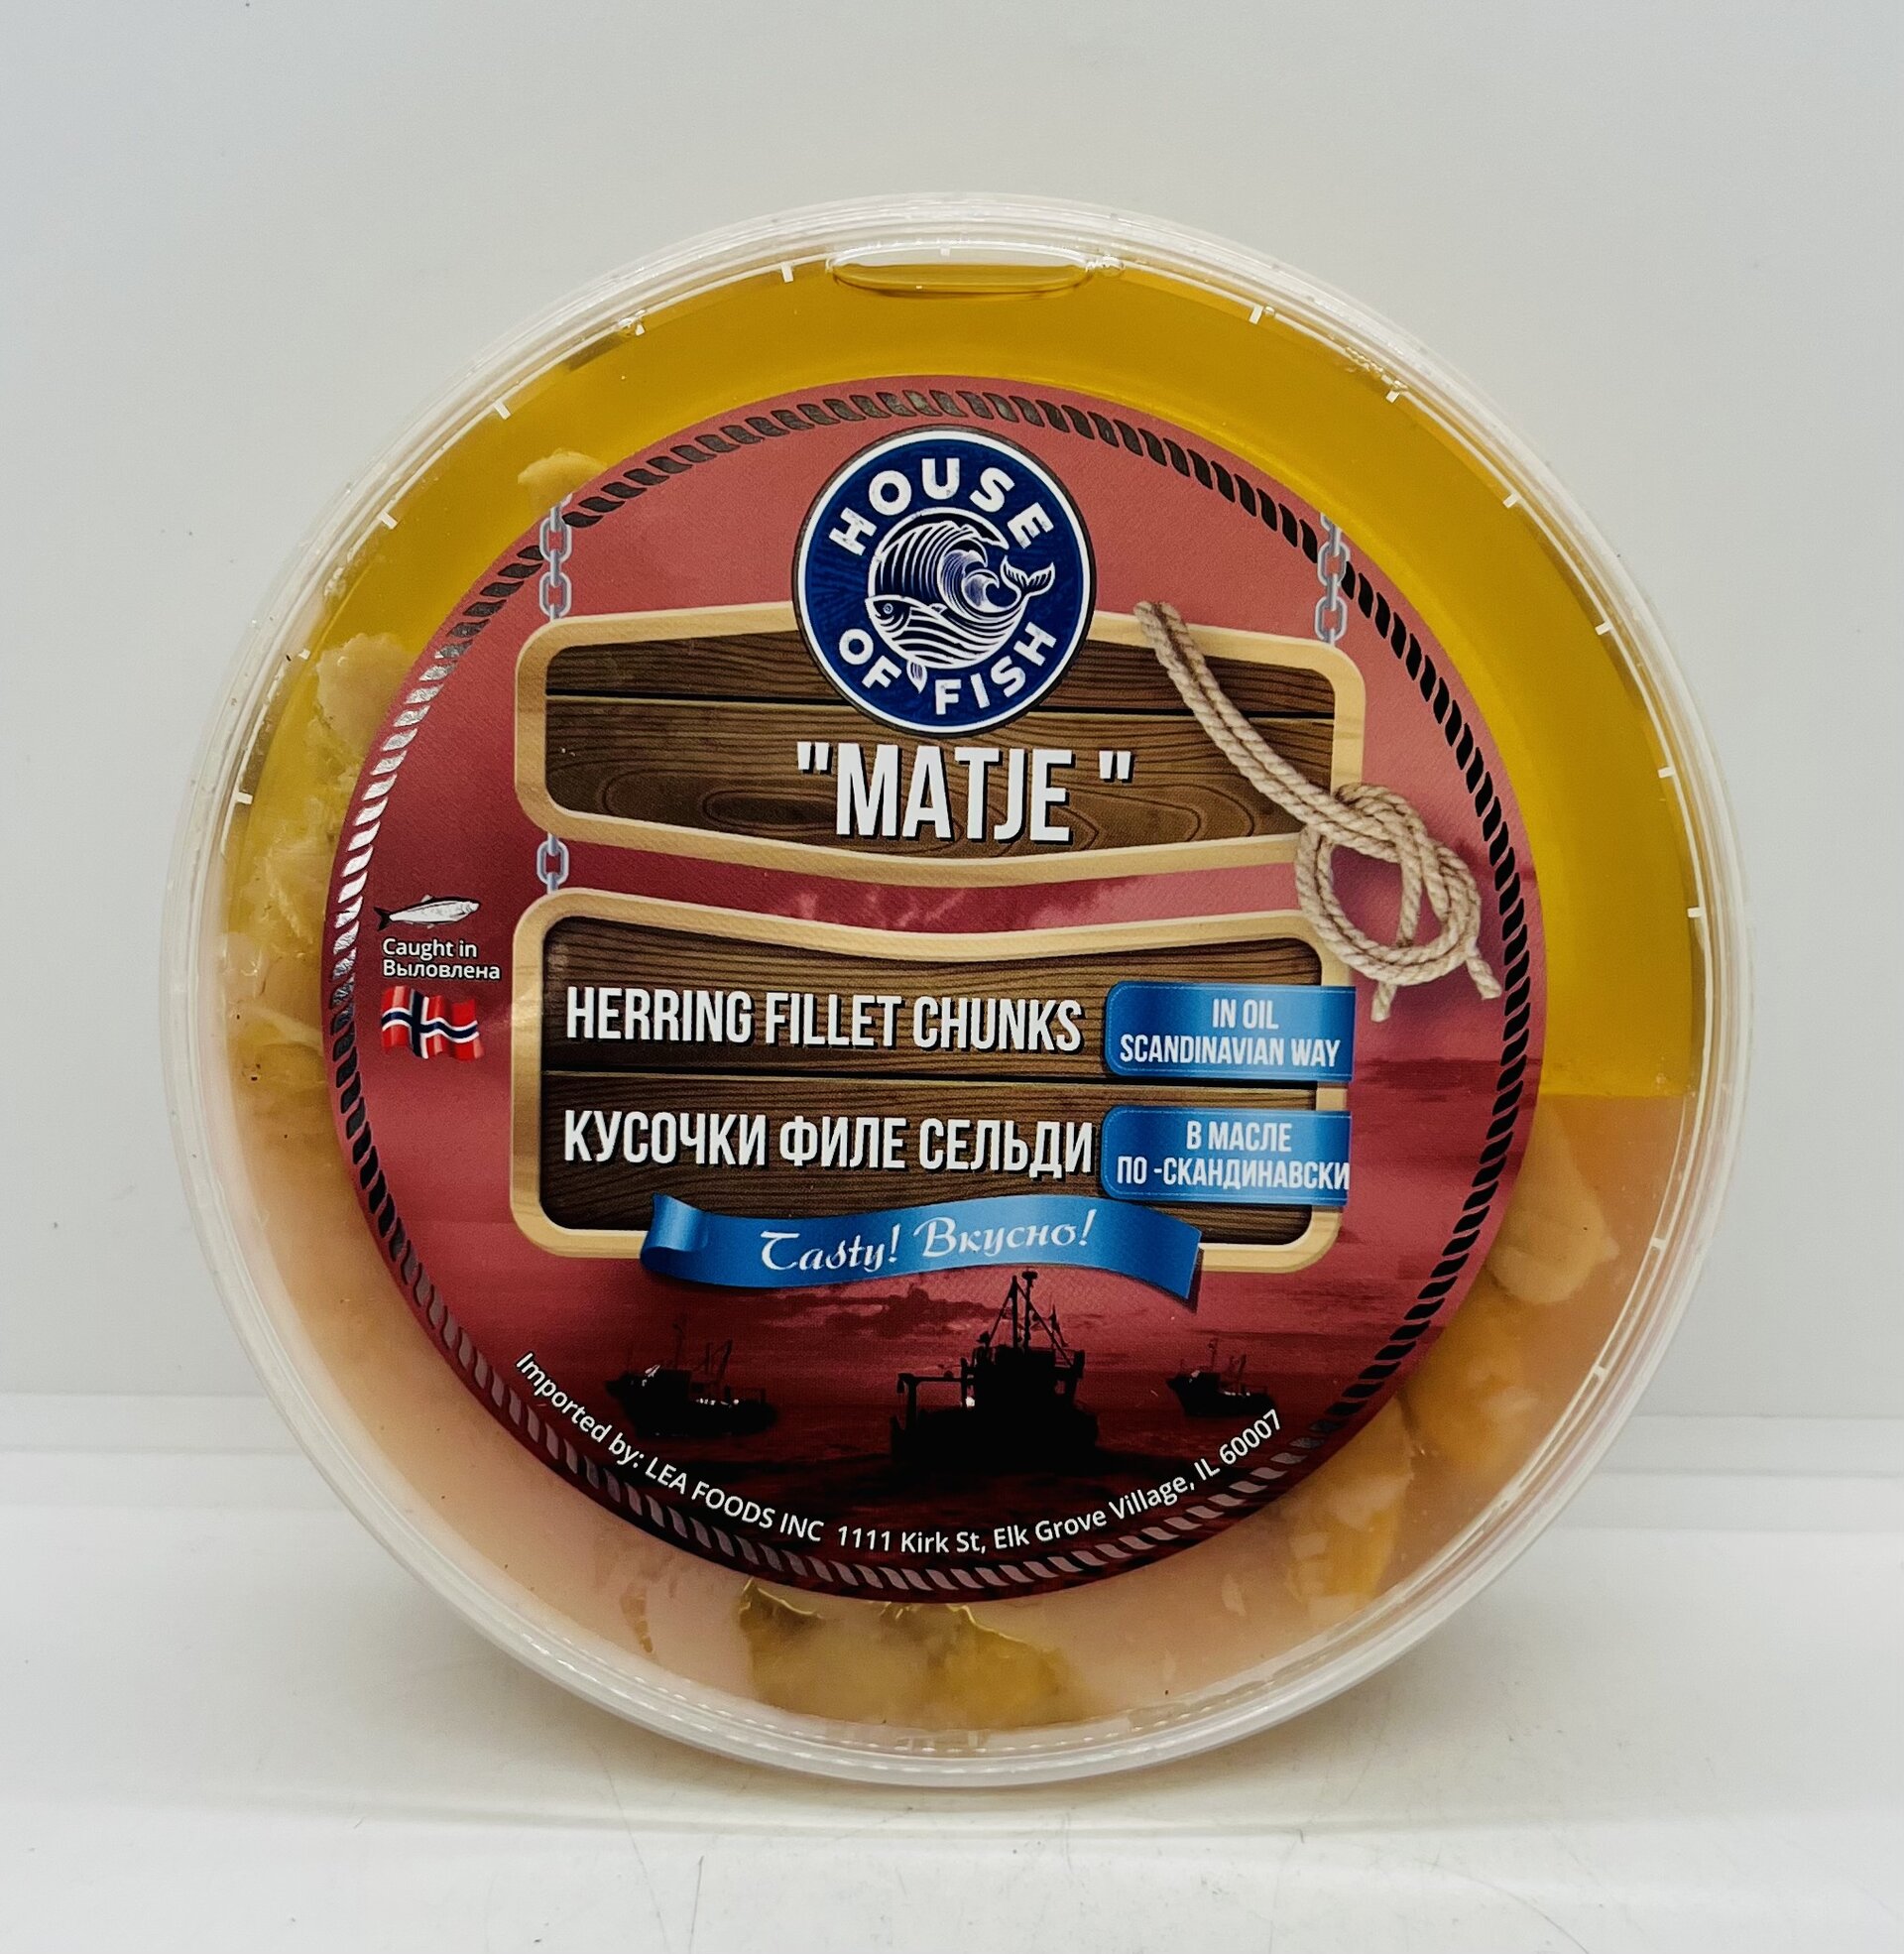 HOUSE
OF FISH
"MATJE "
Caught in
Выловлена
HERRING FILLET CHUNKS
IN OIL
SCANDINAVIAN WAY
КУСОЧКИ ФИЛЕ СЕЛЬДИ
В МАСЛЕ
ПО -СКАНДИНАВСКИ
Tasty! Вкусно!
Imported by: LEA FOODS INC 1111 Kirk St, Elk Grove Village, IL 60007